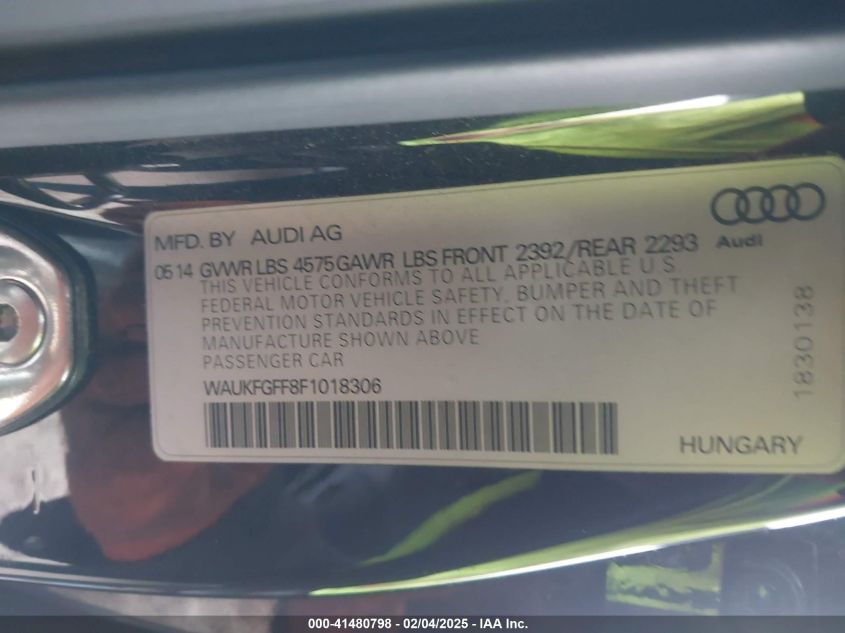 MFD. BY AUDI AG
Audi
05 14 GVWR LBS 4575 GAWR LBS FRONT 2392/REAR 2293
THIS VEHICLE CONFORMS TO ALL APPLICABLE U.S.
FEDERAL MOTOR VEHICLE SAFETY, BUMPER AND THEFT
PREVENTION STANDARDS IN EFFECT ON THE DATE OF
MANUFACTURE SHOWN ABOVE
PASSENGER CAR
WAUKFGFF8F1018306
1830138
HUNGARY
000-41480798 - 02/04/2025 - IAA Inc.